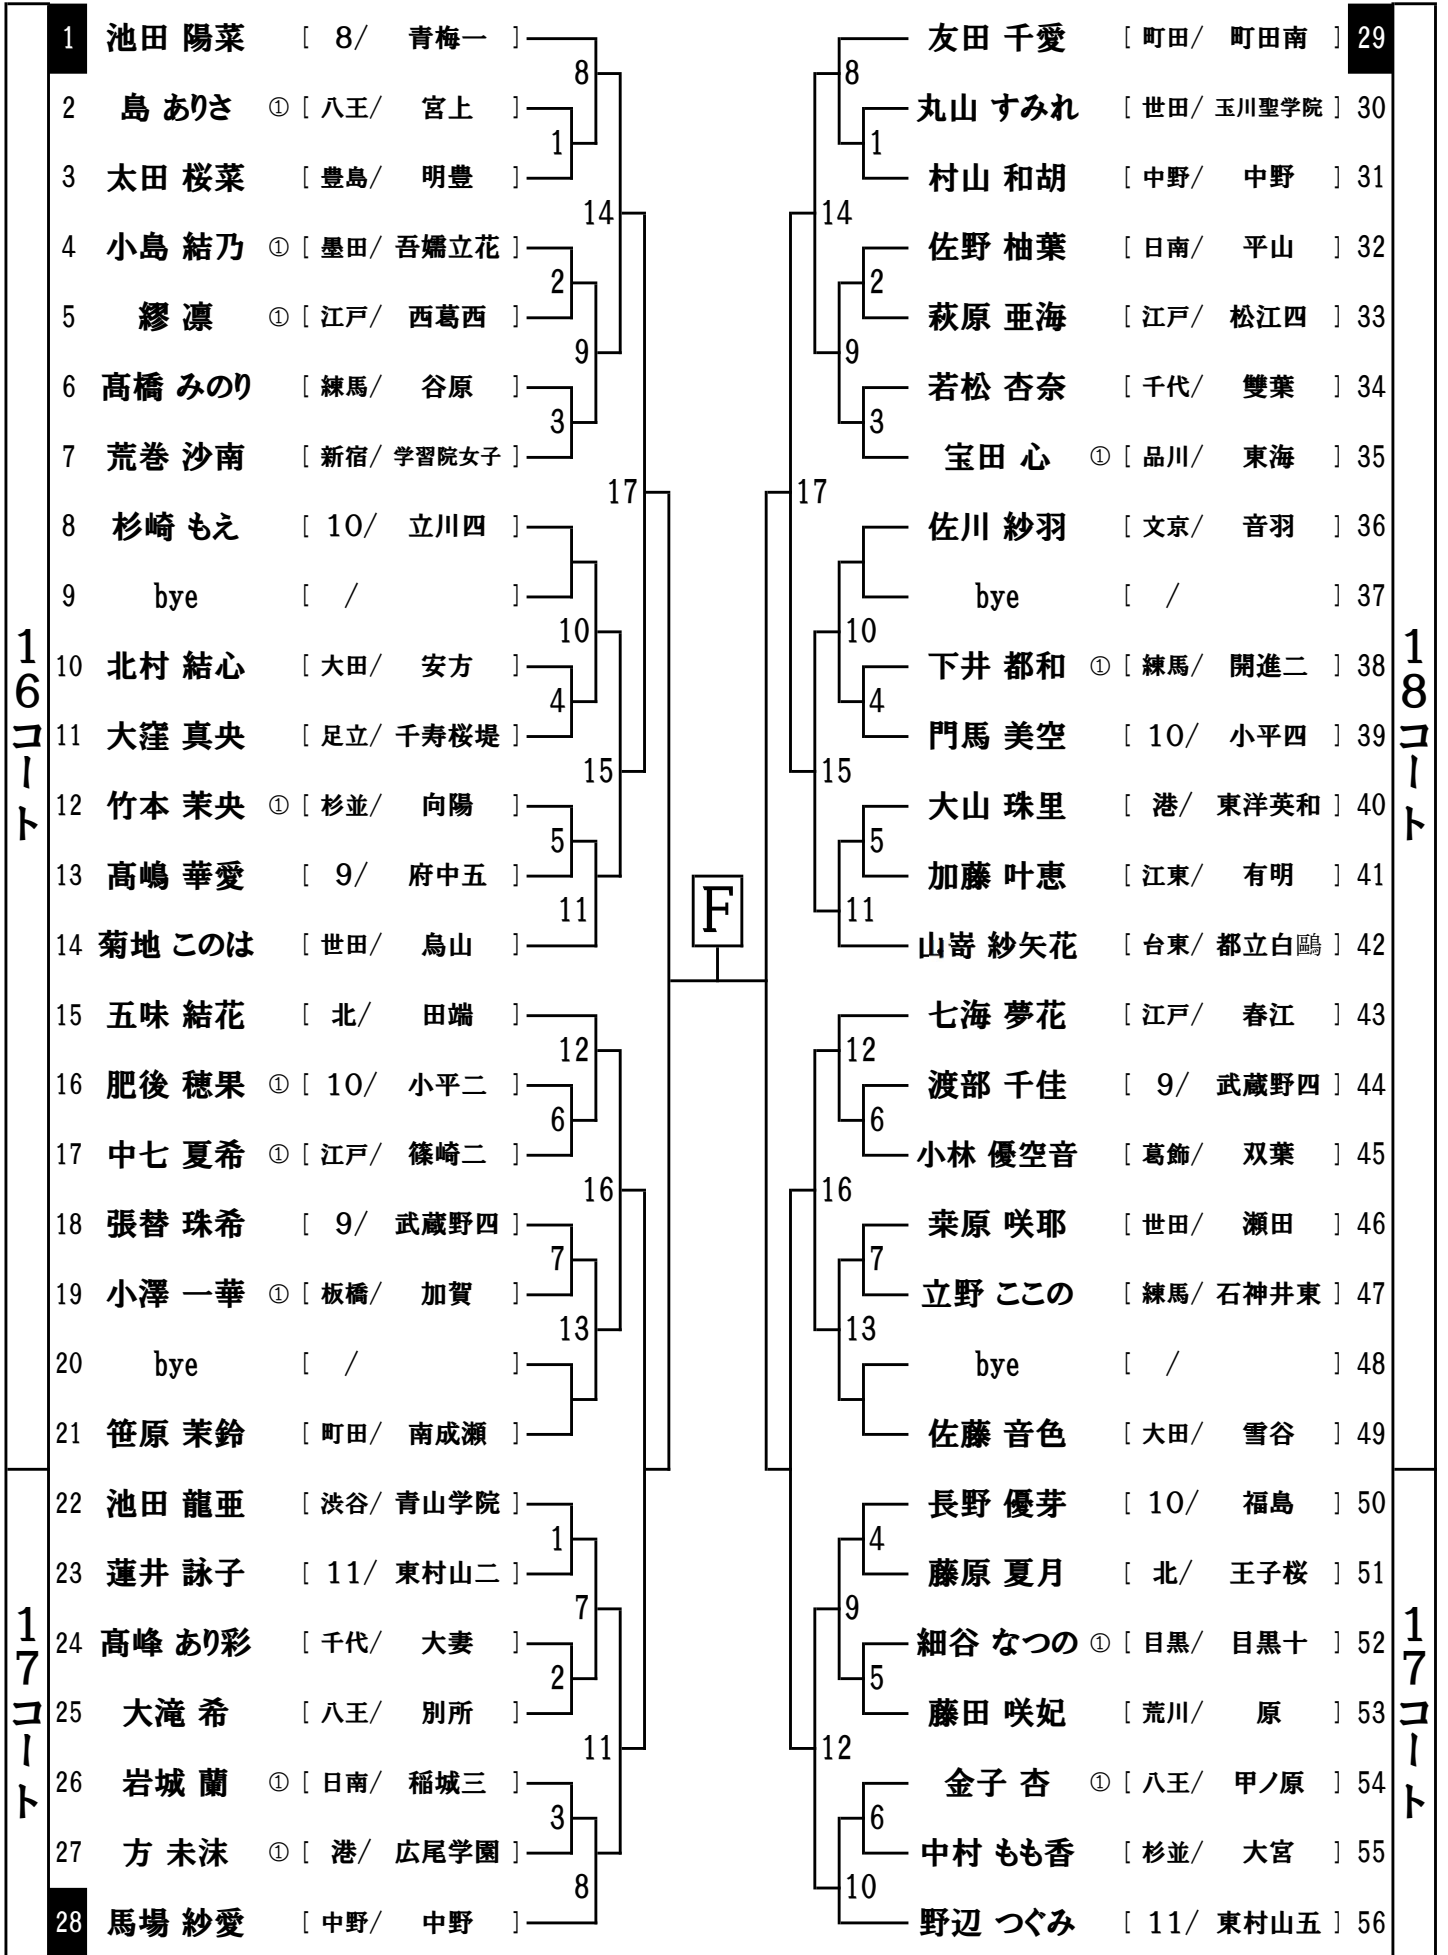 1 池田 陽菜 [ 8/ 青梅一 ]
2 島 ありさ ① [ 八王/ 宮上 ]
3 太田 桜菜 [ 豊島/ 明豊 ]
4 小島 結乃 ① [ 墨田/ 吾嬬立花 ]
5 繆 凛 ① [ 江戸/ 西葛西 ]
6 髙橋 みのり [ 練馬/ 谷原 ]
7 荒巻 沙南 [ 新宿/ 学習院女子 ]
8 杉崎 もえ [ 10/ 立川四 ]
9 bye [ / ]
10 北村 結心 [ 大田/ 安方 ]
11 大窪 真央 [ 足立/ 千寿桜堤 ]
12 竹本 茉央 ① [ 杉並/ 向陽 ]
13 髙嶋 華愛 [ 9/ 府中五 ]
14 菊地 このは [ 世田/ 烏山 ]
15 五味 結花 [ 北/ 田端 ]
16 肥後 穂果 ① [ 10/ 小平二 ]
17 中七 夏希 ① [ 江戸/ 篠崎二 ]
18 張替 珠希 [ 9/ 武蔵野四 ]
19 小澤 一華 ① [ 板橋/ 加賀 ]
20 bye [ / ]
21 笹原 茉鈴 [ 町田/ 南成瀬 ]
22 池田 龍亜 [ 渋谷/ 青山学院 ]
23 蓮井 詠子 [ 11/ 東村山二 ]
24 髙峰 あり彩 [ 千代/ 大妻 ]
25 大滝 希 [ 八王/ 別所 ]
26 岩城 蘭 ① [ 日南/ 稲城三 ]
27 方 未沫 ① [ 港/ 広尾学園 ]
28 馬場 紗愛 [ 中野/ 中野 ]
16コート
17コート
8
1
14
2
9
3
17
10
4
15
5
11
12
6
16
7
13
1
7
2
11
3
8
F
友田 千愛 [ 町田/ 町田南 ] 29
丸山 すみれ [ 世田/ 玉川聖学院 ] 30
村山 和胡 [ 中野/ 中野 ] 31
佐野 柚葉 [ 日南/ 平山 ] 32
萩原 亜海 [ 江戸/ 松江四 ] 33
若松 杏奈 [ 千代/ 雙葉 ] 34
宝田 心 ① [ 品川/ 東海 ] 35
佐川 紗羽 [ 文京/ 音羽 ] 36
bye [ / ] 37
下井 都和 ① [ 練馬/ 開進二 ] 38
門馬 美空 [ 10/ 小平四 ] 39
大山 珠里 [ 港/ 東洋英和 ] 40
加藤 叶恵 [ 江東/ 有明 ] 41
山嵜 紗矢花 [ 台東/ 都立白鷗 ] 42
七海 夢花 [ 江戸/ 春江 ] 43
渡部 千佳 [ 9/ 武蔵野四 ] 44
小林 優空音 [ 葛飾/ 双葉 ] 45
桒原 咲耶 [ 世田/ 瀬田 ] 46
立野 ここの [ 練馬/ 石神井東 ] 47
bye [ / ] 48
佐藤 音色 [ 大田/ 雪谷 ] 49
長野 優芽 [ 10/ 福島 ] 50
藤原 夏月 [ 北/ 王子桜 ] 51
細谷 なつの ① [ 目黒/ 目黒十 ] 52
藤田 咲妃 [ 荒川/ 原 ] 53
金子 杏 ① [ 八王/ 甲ノ原 ] 54
中村 もも香 [ 杉並/ 大宮 ] 55
野辺 つぐみ [ 11/ 東村山五 ] 56
8
1
14
2
9
3
17
10
4
15
5
11
12
6
16
7
13
4
9
5
12
6
10
18コート
17コート